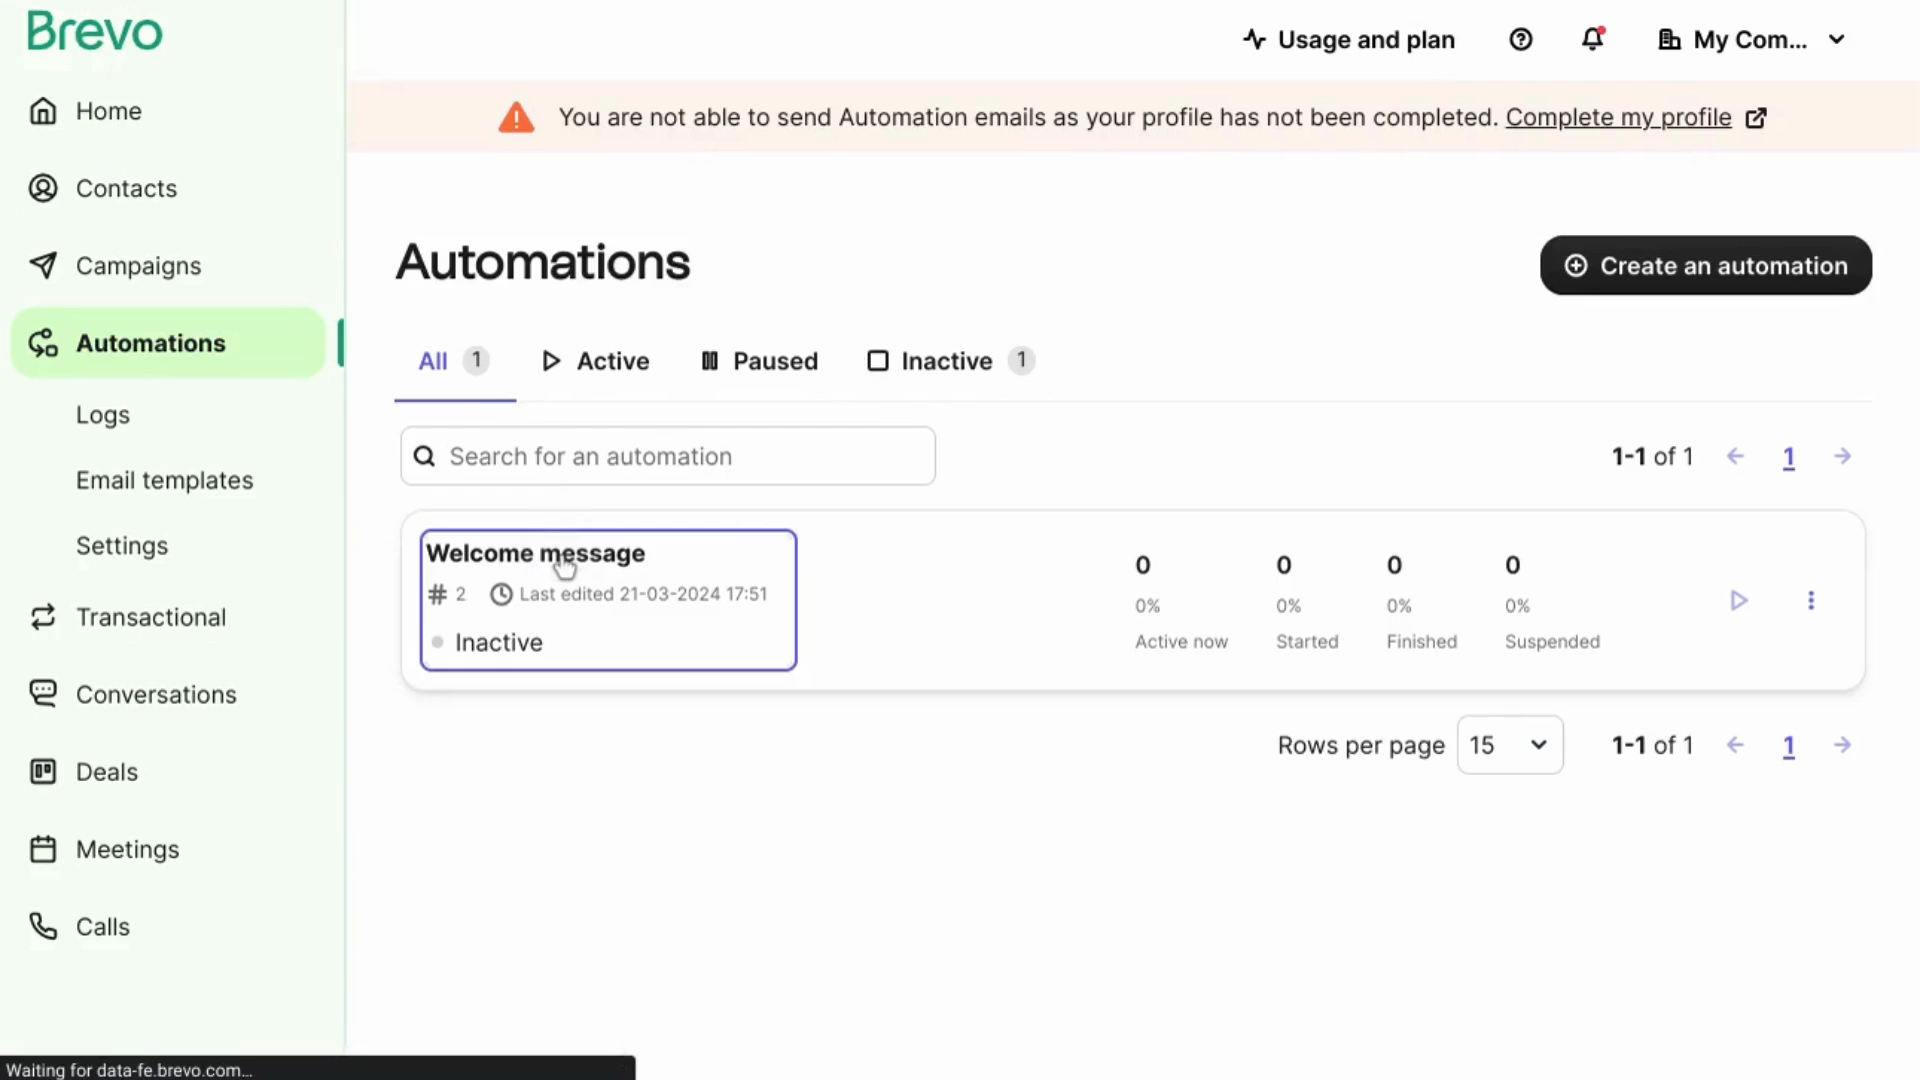 Brevo
Home
Contacts
Campaigns
Automations
Logs
Email templates
Settings
Transactional
Conversations
Deals
Meetings
Calls
Usage and plan
My Com...
You are not able to send Automation emails as your profile has not been completed. Complete my profile
Automations
Create an automation
All 1
Active
Paused
Inactive 1
Search for an automation
1-1 of 1
1
Welcome message
# 2 Last edited 21-03-2024 17:51
Inactive
0 0 0 0
0% 0% 0% 0%
Active now Started Finished Suspended
Rows per page 15 1-1 of 1 1
Waiting for data-fe.brevo.com...